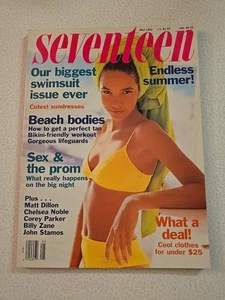 seventeen
Our biggest
swimsuit
issue ever
Cutest sundresses
Endless
summer!
Beach bodies
How to get a perfect tan
Bikini-friendly workout
Gorgeous lifeguards
Sex &
the prom
What really happens
on the big night
Plus . . .
Matt Dillon
Chelsea Noble
Corey Parker
Billy Zane
John Stamos
What a
deal!
Cool clothes
for under $25